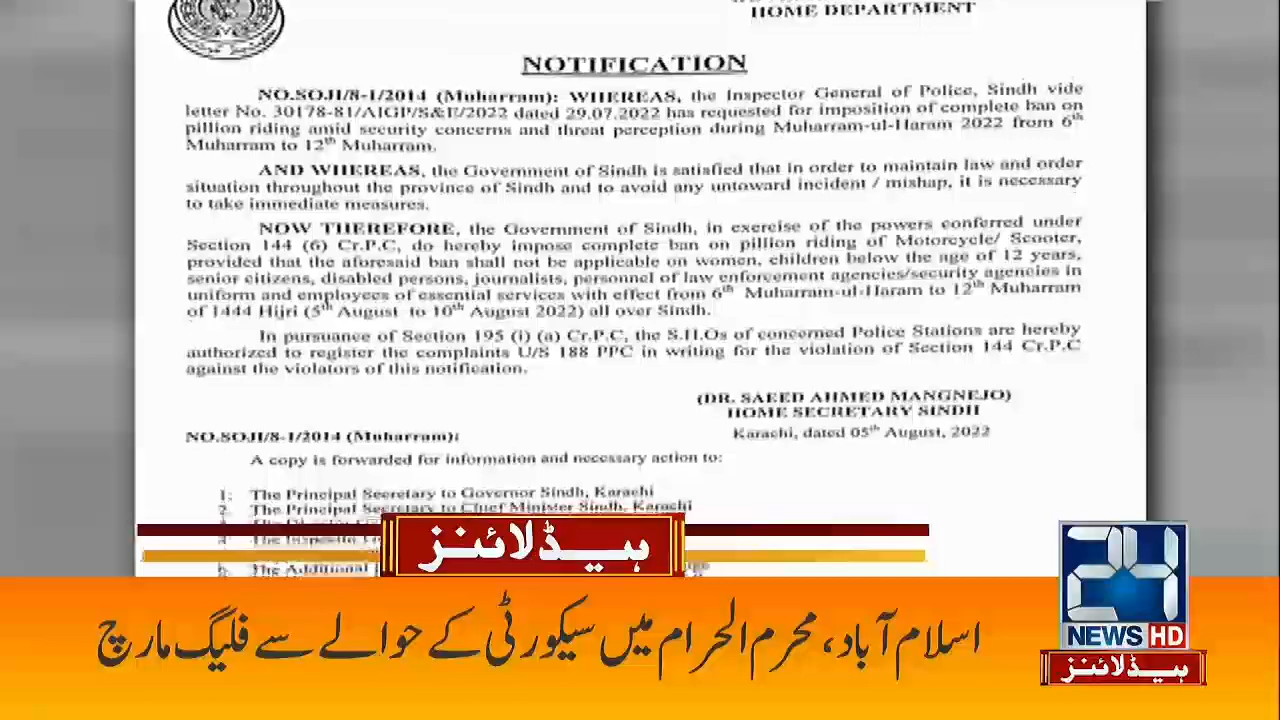 HOME DEPARTMENT
NOTIFICATION
NO.SOJI/8-1/2014 (Muharram): WHEREAS, the Inspector General of Police, Sindh vide
letter No. 30178-81/AIGP/S&E/2022 dated 29.07.2022 has requested for imposition of complete ban on
pillion riding amid security concerns and threat perception during Muharram-ul-Haram 2022 from 6th
Muharram to 12th Muharram.
AND WHEREAS, the Government of Sindh is satisfied that in order to maintain law and order
situation throughout the province of Sindh and to avoid any untoward incident / mishap, it is necessary
to take immediate measures.
NOW THEREFORE, the Government of Sindh, in exercise of the powers conferred under
Section 144 (6) Cr.P.C, do hereby impose complete ban on pillion riding of Motorcycle/ Scooter,
provided that the aforesaid ban shall not be applicable on women, children below the age of 12 years,
senior citizens, disabled persons, journalists, personnel of law enforcement agencies/security agencies in
uniform and employees of essential services with effect from 6th Muharram-ul-Haram to 12th Muharram
of 1444 Hijri (5th August to 10th August 2022) all over Sindh.
In pursuance of Section 195 (i) (a) Cr.P.C, the S.H.Os of concerned Police Stations are hereby
authorized to register the complaints U/S 188 PPC in writing for the violation of Section 144 Cr.P.C
against the violators of this notification.
(DR. SAEED AHMED MANGNEJO)
HOME SECRETARY SINDH
Karachi, dated 05th August, 2022
NO.SOJI/8-1/2014 (Muharram):
A copy is forwarded for information and necessary action to:
1. The Principal Secretary to Governor Sindh, Karachi
2. The Principal Secretary to Chief Minister Sindh, Karachi
The Additional
ہیڈلائنز
اسلام آباد، محرم الحرام میں سیکورٹی کے حوالے سے فلیگ مارچ
24
NEWS HD
ہیڈلائنز